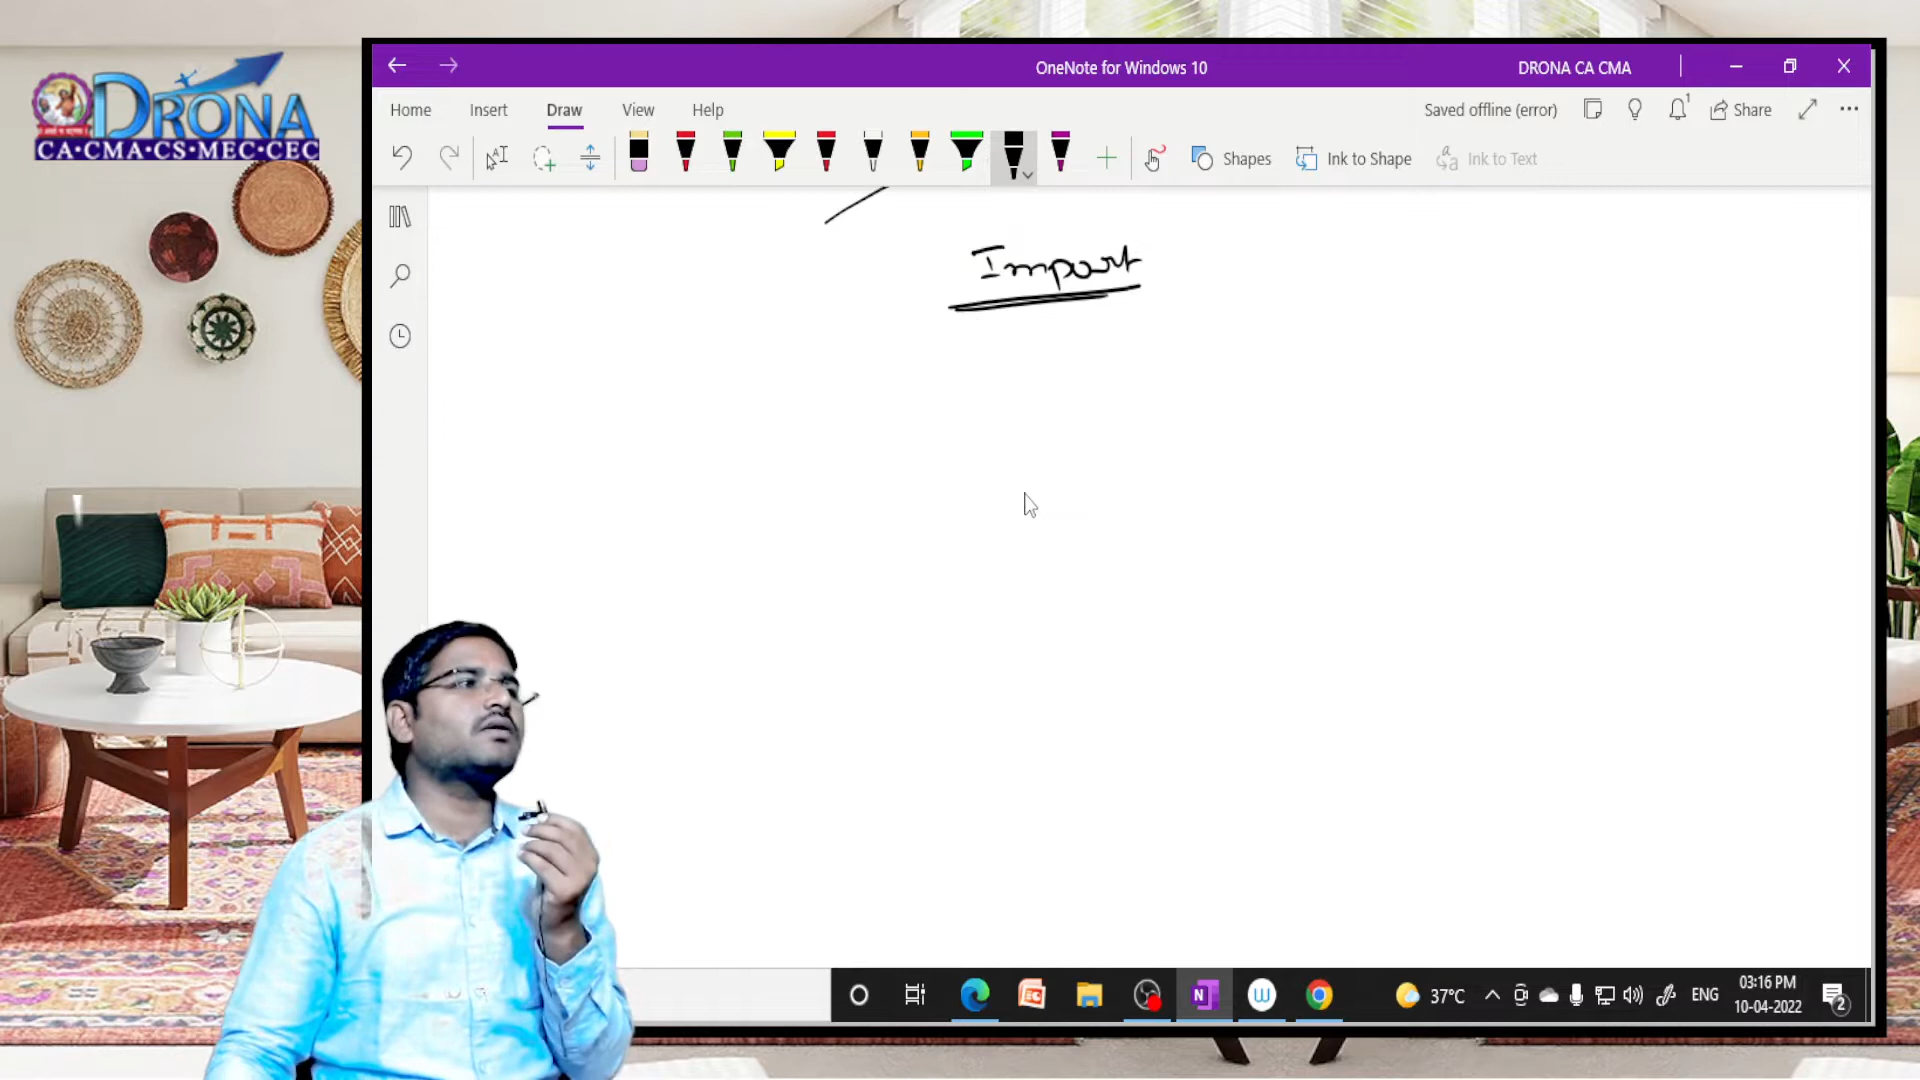 DRONA
CA•CMA•CS•MEC•CEC
OneNote for Windows 10
DRONA CA CMA
Home
Insert
Draw
View
Help
Saved offline (error)
1
Share
Shapes
Ink to Shape
Ink to Text
Import
37°C
ENG
03:16 PM
10-04-2022
2